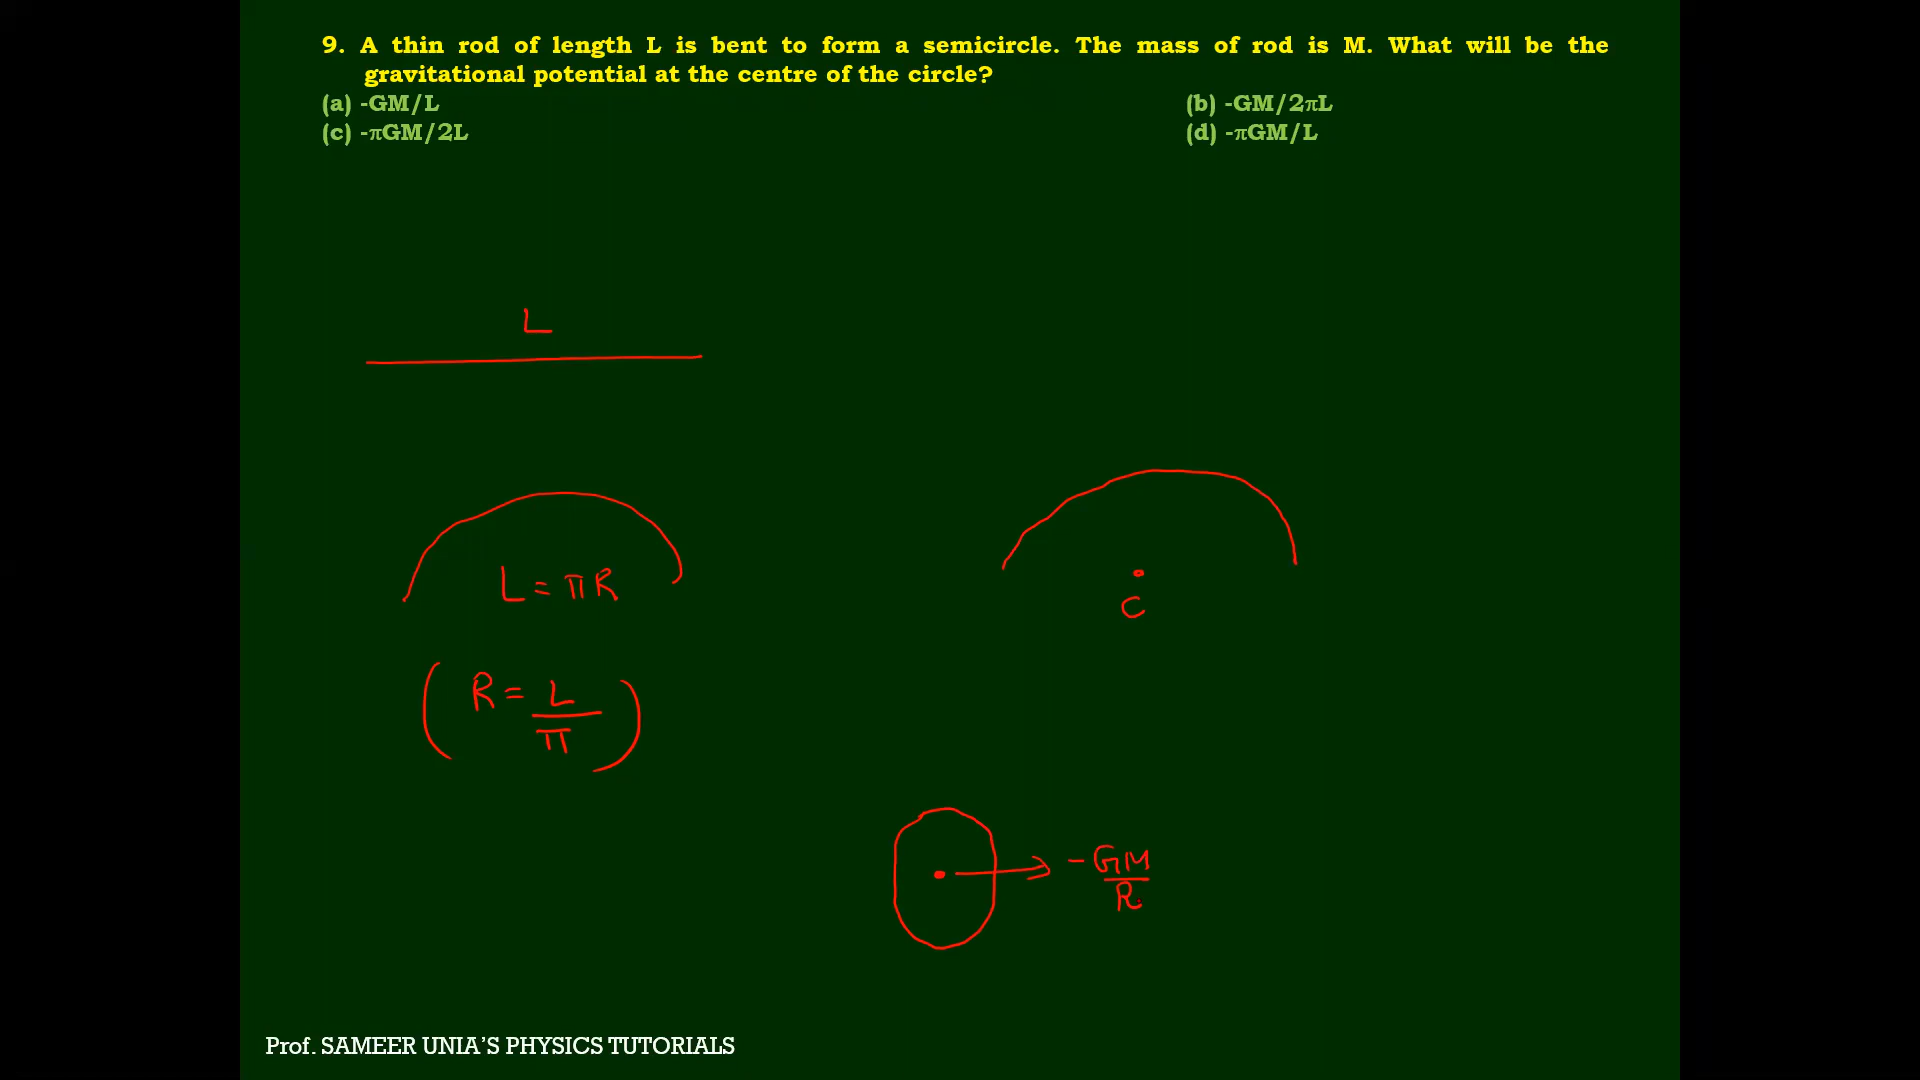 9. A thin rod of length L is bent to form a semicircle. The mass of rod is M. What will be the
gravitational potential at the centre of the circle?
(a) -GM/L (b) -GM/2πL
(c) -πGM/2L (d) -πGM/L
L
L = πR
C
R = L/π
-GM/R
Prof. SAMEER UNIA'S PHYSICS TUTORIALS